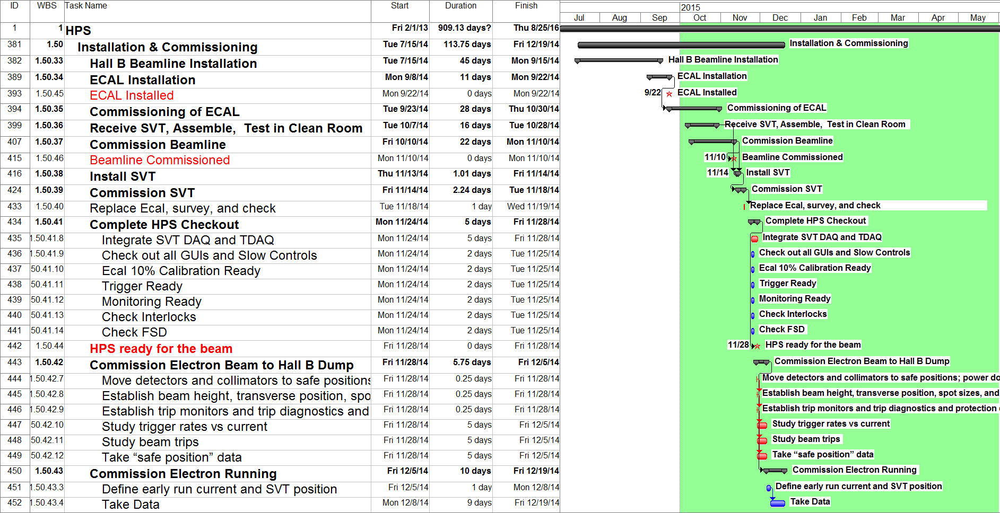 ID WBS Task Name Start Duration Finish
2015
Jul Aug Sep Oct Nov Dec Jan Feb Mar Apr May
1 1 HPS Fri 2/1/13 909.13 days? Thu 8/25/16
381 1.50 Installation & Commissioning Tue 7/15/14 113.75 days Fri 12/19/14 Installation & Commissioning
382 1.50.33 Hall B Beamline Installation Tue 7/15/14 45 days Mon 9/15/14 Hall B Beamline Installation
389 1.50.34 ECAL Installation Mon 9/8/14 11 days Mon 9/22/14 ECAL Installation
393 1.50.45 ECAL Installed Mon 9/22/14 0 days Mon 9/22/14 9/22 ECAL Installed
394 1.50.35 Commissioning of ECAL Tue 9/23/14 28 days Thu 10/30/14 Commissioning of ECAL
399 1.50.36 Receive SVT, Assemble, Test in Clean Room Tue 10/7/14 16 days Tue 10/28/14 Receive SVT, Assemble, Test in Clean Room
407 1.50.37 Commission Beamline Fri 10/10/14 22 days Mon 11/10/14 Commission Beamline
415 1.50.46 Beamline Commissioned Mon 11/10/14 0 days Mon 11/10/14 11/10 Beamline Commissioned
416 1.50.38 Install SVT Thu 11/13/14 1.01 days Fri 11/14/14 11/14 Install SVT
424 1.50.39 Commission SVT Fri 11/14/14 2.24 days Tue 11/18/14 Commission SVT
433 1.50.40 Replace Ecal, survey, and check Tue 11/18/14 1 day Wed 11/19/14 Replace Ecal, survey, and check
434 1.50.41 Complete HPS Checkout Mon 11/24/14 5 days Fri 11/28/14 Complete HPS Checkout
435 1.50.41.8 Integrate SVT DAQ and TDAQ Mon 11/24/14 5 days Fri 11/28/14 Integrate SVT DAQ and TDAQ
436 1.50.41.9 Check out all GUIs and Slow Controls Mon 11/24/14 2 days Tue 11/25/14 Check out all GUIs and Slow Controls
437 50.41.10 Ecal 10% Calibration Ready Mon 11/24/14 2 days Tue 11/25/14 Ecal 10% Calibration Ready
438 50.41.11 Trigger Ready Mon 11/24/14 2 days Tue 11/25/14 Trigger Ready
439 50.41.12 Monitoring Ready Mon 11/24/14 2 days Tue 11/25/14 Monitoring Ready
440 50.41.13 Check Interlocks Mon 11/24/14 2 days Tue 11/25/14 Check Interlocks
441 50.41.14 Check FSD Mon 11/24/14 2 days Tue 11/25/14 Check FSD
442 1.50.44 HPS ready for the beam Fri 11/28/14 0 days Fri 11/28/14 11/28 HPS ready for the beam
443 1.50.42 Commission Electron Beam to Hall B Dump Fri 11/28/14 5.75 days Fri 12/5/14 Commission Electron Beam to Hall B Dump
444 1.50.42.7 Move detectors and collimators to safe positions Fri 11/28/14 0.25 days Fri 11/28/14 Move detectors and collimators to safe positions; power do
445 1.50.42.8 Establish beam height, transverse position, spo Fri 11/28/14 0.25 days Fri 11/28/14 Establish beam height, transverse position, spot sizes, and
446 1.50.42.9 Establish trip monitors and trip diagnostics and Fri 11/28/14 0.25 days Fri 11/28/14 Establish trip monitors and trip diagnostics and protection
447 50.42.10 Study trigger rates vs current Fri 11/28/14 5 days Fri 12/5/14 Study trigger rates vs current
448 50.42.11 Study beam trips Fri 11/28/14 5 days Fri 12/5/14 Study beam trips
449 50.42.12 Take “safe position” data Fri 11/28/14 5 days Fri 12/5/14 Take “safe position” data
450 1.50.43 Commission Electron Running Fri 12/5/14 10 days Fri 12/19/14 Commission Electron Running
451 1.50.43.3 Define early run current and SVT position Fri 12/5/14 1 day Mon 12/8/14 Define early run current and SVT position
452 1.50.43.4 Take Data Mon 12/8/14 9 days Fri 12/19/14 Take Data